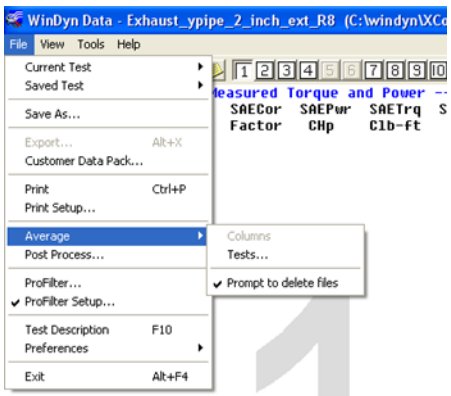 WinDyn Data - Exhaust_ypipe_2_inch_ext_R8 (C:\windyn\XCo
File View Tools Help
1 2 3 4 5 6 7 8 9 10
Measured Torque and Power --
SAECor SAEPwr SAETrq S
Factor CHp Clb-ft
Current Test
Saved Test
Save As...
Export... Alt+X
Customer Data Pack...
Print Ctrl+P
Print Setup...
Average
Columns
Post Process...
Tests...
ProFilter...
Prompt to delete files
ProFilter Setup...
Test Description F10
Preferences
Exit Alt+F4
1